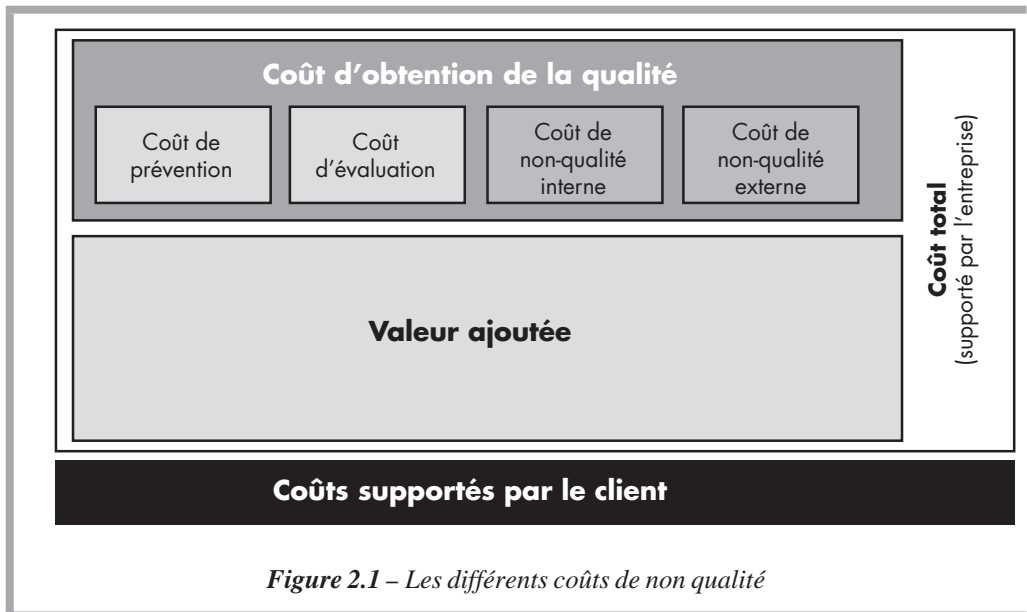 Coût d’obtention de la qualité
Coût de
prévention
Coût
d’évaluation
Coût de
non-qualité
interne
Coût de
non-qualité
externe
Valeur ajoutée
Coût total
(supporté par l’entreprise)
Coûts supportés par le client
Figure 2.1 – Les différents coûts de non qualité